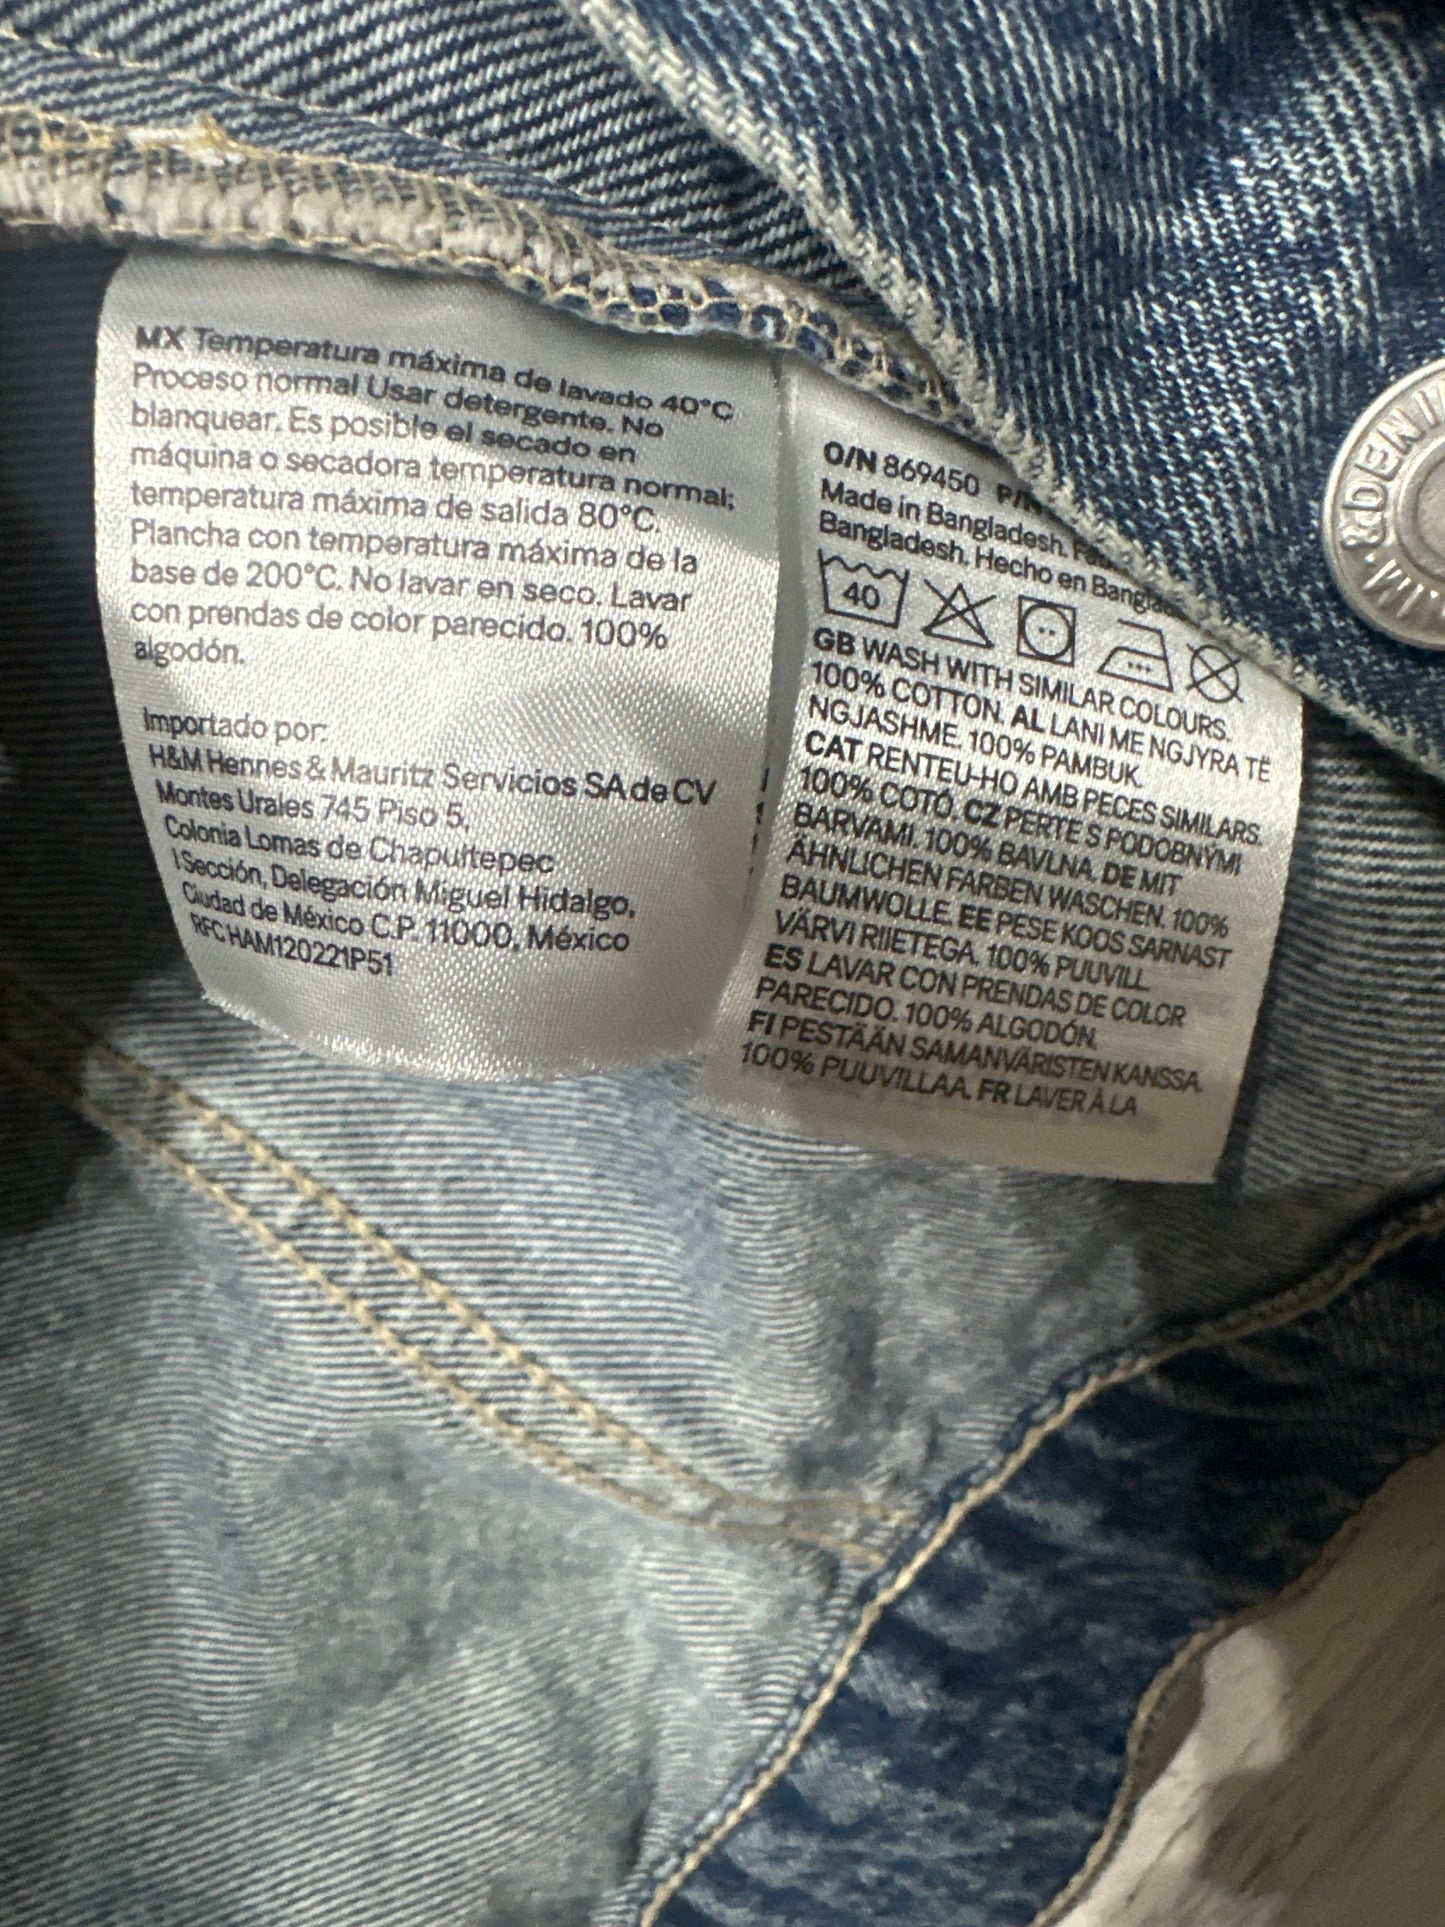 MX Temperatura máxima de lavado 40°C
Proceso normal Usar detergente. No
blanquear. Es posible el secado en
máquina o secadora temperatura normal;
temperatura máxima de salida 80°C.
Plancha con temperatura máxima de la
base de 200°C. No lavar en seco. Lavar
con prendas de color parecido. 100%
algodón.
Importado por:
H&M Hennes & Mauritz Servicios SA de CV
Montes Urales 745 Piso 5,
Colonia Lomas de Chapultepec
I Sección, Delegación Miguel Hidalgo,
Ciudad de México C.P. 11000, México
RFC HAM120221P51
O/N 869450
Made in Bangladesh.
Bangladesh. Hecho en
40
GB WASH WITH SIMILAR COLOURS.
100% COTTON. AL LANI ME NGJYRA TË
NGJASHME. 100% PAMBUK.
CAT RENTEU-HO AMB PECES SIMILARS.
100% COTÓ. CZ PERTE S PODOBNÝMI
BARVAMI. 100% BAVLNA. DE MIT
ÄHNLICHEN FARBEN WASCHEN. 100%
BAUMWOLLE. EE PESE KOOS SARNAST
VÄRVI RIIETEGA. 100% PUUVILL.
ES LAVAR CON PRENDAS DE COLOR
PARECIDO. 100% ALGODÓN.
FI PESTÄÄN SAMANVÄRISTEN KANSSA.
100% PUUVILLAA. FR LAVER À LA
&DENIM